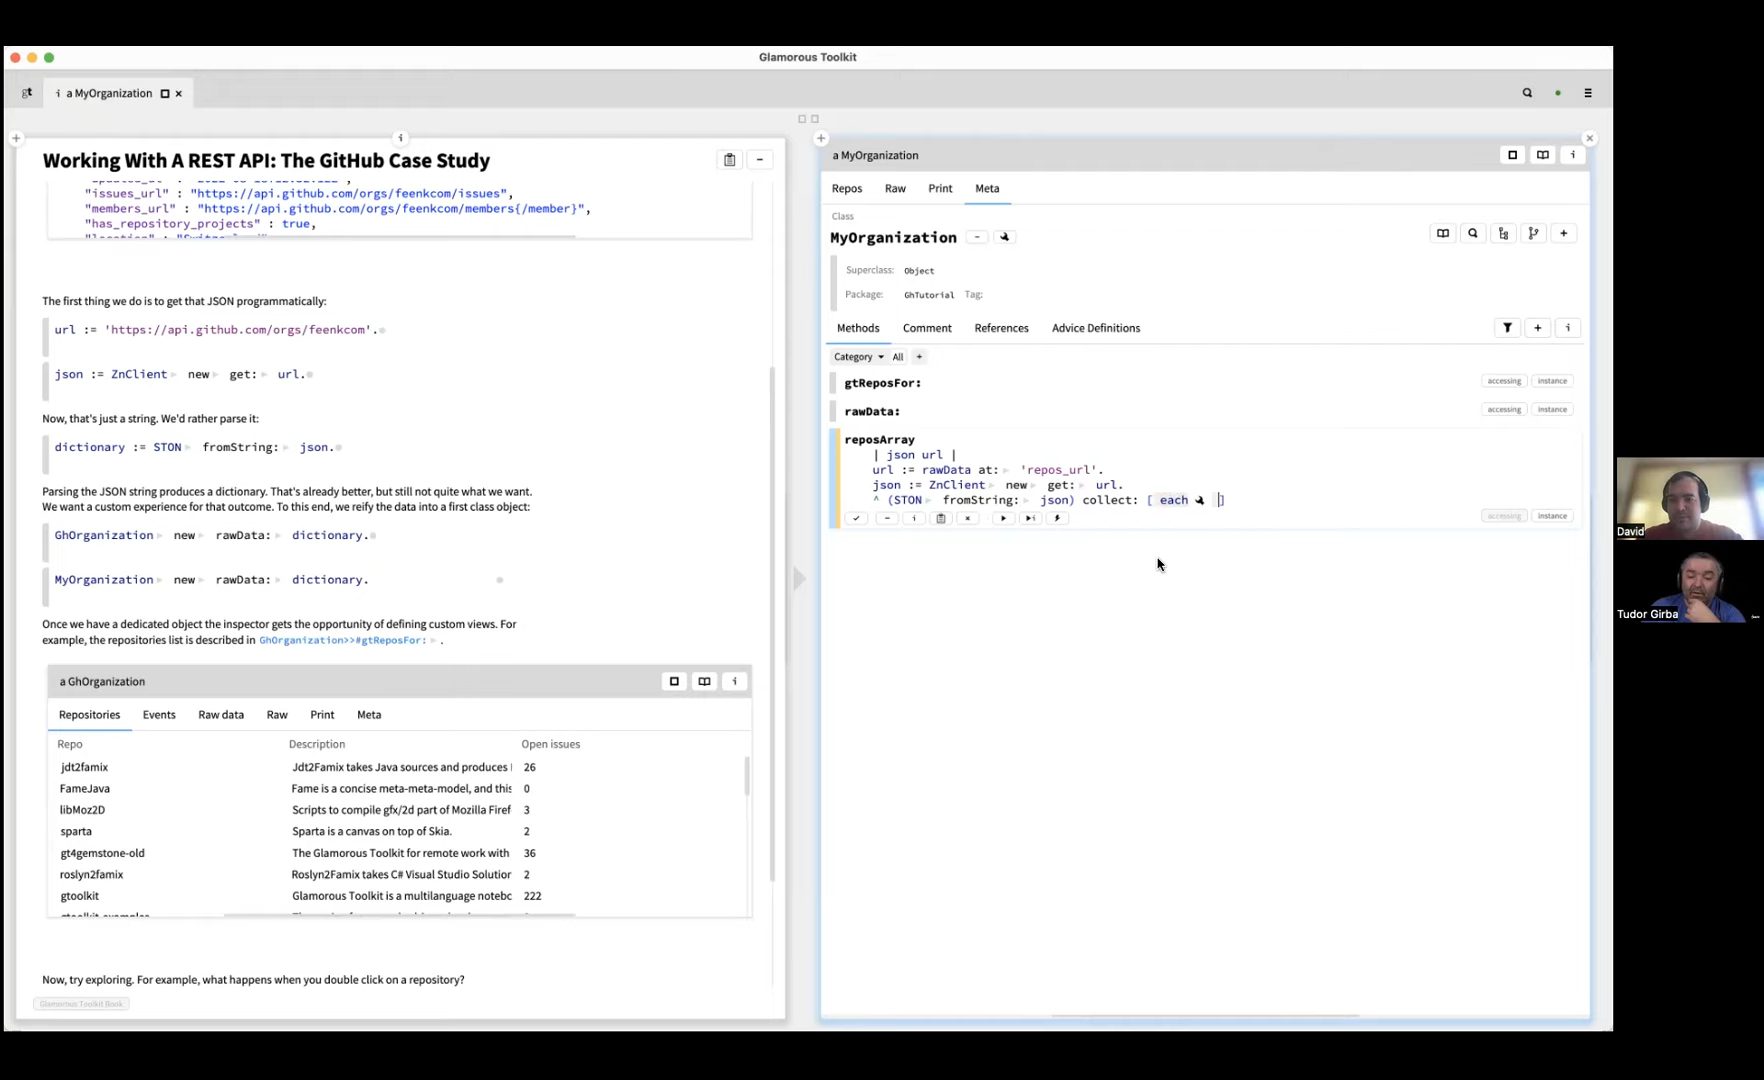 Glamorous Toolkit
gt
i a MyOrganization
Working With A REST API: The GitHub Case Study
"issues_url" : "https://api.github.com/orgs/feenkcom/issues",
"members_url" : "https://api.github.com/orgs/feenkcom/members{/member}",
"has_repository_projects" : true,
The first thing we do is to get that JSON programmatically:
url := 'https://api.github.com/orgs/feenkcom'.
json := ZnClient new get: url.
Now, that's just a string. We'd rather parse it:
dictionary := STON fromString: json.
Parsing the JSON string produces a dictionary. That's already better, but still not quite what we want.
We want a custom experience for that outcome. To this end, we reify the data into a first class object:
GhOrganization new rawData: dictionary.
MyOrganization new rawData: dictionary.
Once we have a dedicated object the inspector gets the opportunity of defining custom views. For
example, the repositories list is described in GhOrganization>>#gtReposFor: .
a GhOrganization
Repositories Events Raw data Raw Print Meta
Repo Description Open issues
jdt2famix Jdt2Famix takes Java sources and produces 26
FameJava Fame is a concise meta-meta-model, and this 0
libMoz2D Scripts to compile gfx/2d part of Mozilla Firef 3
sparta Sparta is a canvas on top of Skia. 2
gt4gemstone-old The Glamorous Toolkit for remote work with 36
roslyn2famix Roslyn2Famix takes C# Visual Studio Solution 2
gtoolkit Glamorous Toolkit is a multilanguage notebo 222
Now, try exploring. For example, what happens when you double click on a repository?
Glamorous Toolkit Book
a MyOrganization
Repos Raw Print Meta
Class
MyOrganization
Superclass: Object
Package: GhTutorial Tag:
Methods Comment References Advice Definitions
Category All +
gtReposFor: accessing instance
rawData: accessing instance
reposArray
| json url |
url := rawData at: 'repos_url'.
json := ZnClient new get: url.
^ (STON fromString: json) collect: [ each ]
accessing instance
David
Tudor Girba